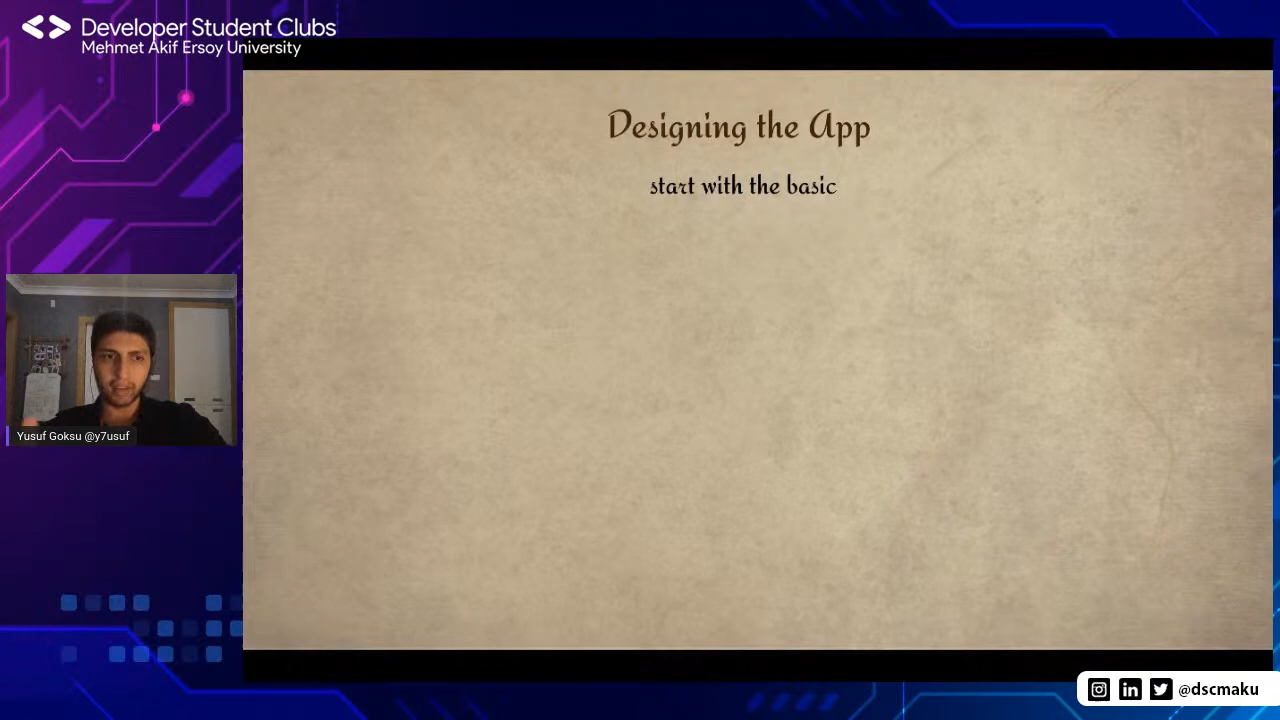 Developer Student Clubs
Mehmet Akif Ersoy University
Designing the App
start with the basic
Yusuf Goksu @y7usuf
@dscmaku